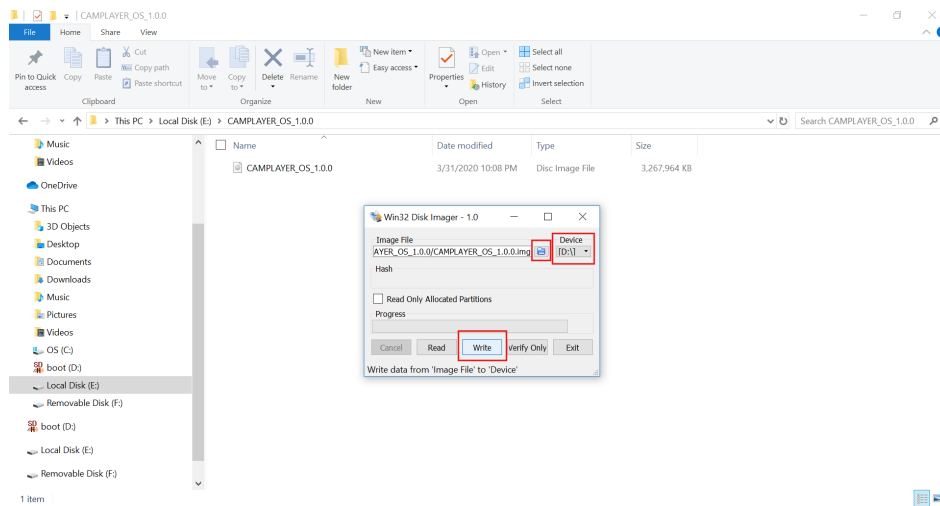 CAMPLAYER_OS_1.0.0
File Home Share View
Pin to Quick access
Copy
Paste
Cut
Copy path
Paste shortcut
Clipboard
Move to
Copy to
Delete
Rename
Organize
New folder
New item
Easy access
New
Properties
Open
Edit
History
Open
Select all
Select none
Invert selection
Select
This PC > Local Disk (E:) > CAMPLAYER_OS_1.0.0
Search CAMPLAYER_OS_1.0.0
Name Date modified Type Size
CAMPLAYER_OS_1.0.0 3/31/2020 10:08 PM Disc Image File 3,267,964 KB
Music
Videos
OneDrive
This PC
3D Objects
Desktop
Documents
Downloads
Music
Pictures
Videos
OS (C:)
boot (D:)
Local Disk (E:)
Removable Disk (F:)
boot (D:)
Local Disk (E:)
Removable Disk (F:)
1 item
Win32 Disk Imager - 1.0
Image File
Device
AYER_OS_1.0.0/CAMPLAYER_OS_1.0.0.img
[D:\]
Hash
Read Only Allocated Partitions
Progress
Cancel Read Write Verify Only Exit
Write data from 'Image File' to 'Device'